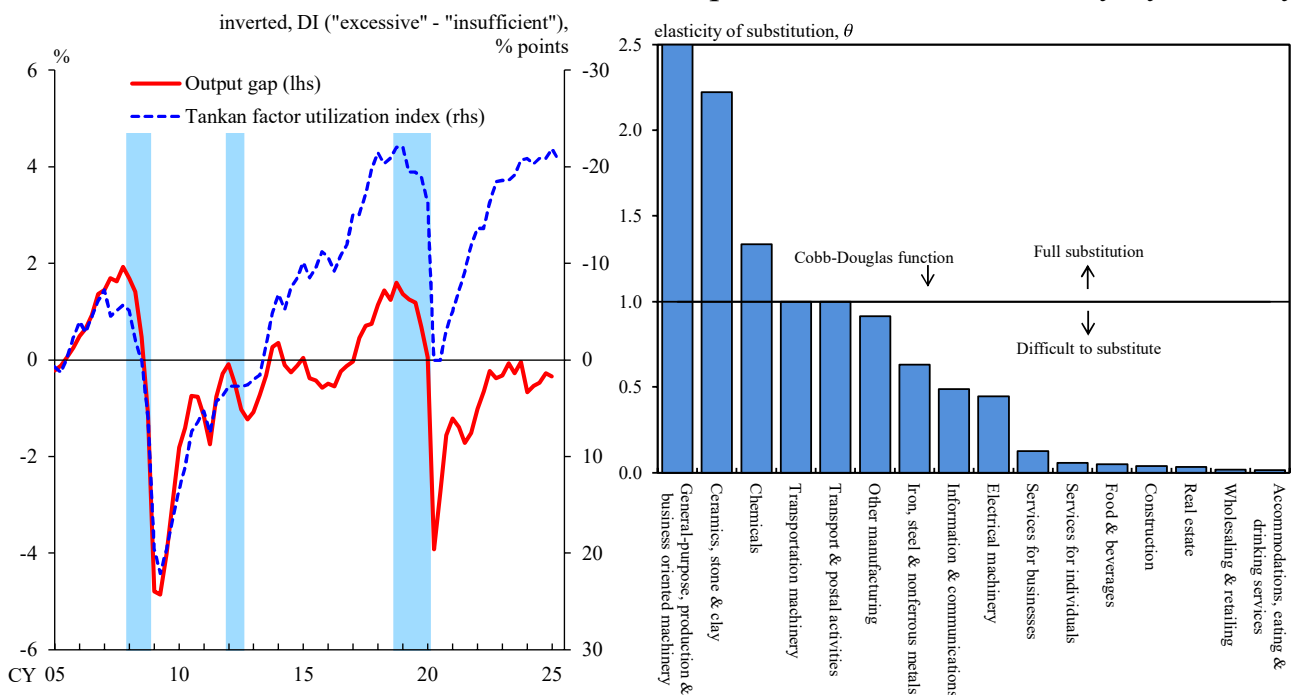 inverted, DI ("excessive" - "insufficient"),
% points
%
Output gap (lhs)
Tankan factor utilization index (rhs)
6
4
2
0
-2
-4
-6
-30
-20
-10
0
10
20
30
CY 05 10 15 20 25
elasticity of substitution, θ
2.5
2.0
1.5
1.0
0.5
0.0
Cobb-Douglas function
Full substitution
Difficult to substitute
General-purpose, production &
business oriented machinery
Ceramics, stone & clay
Chemicals
Transportation machinery
Transport & postal activities
Other manufacturing
Iron, steel & nonferrous metals
Information & communications
Electrical machinery
Services for businesses
Services for individuals
Food & beverages
Construction
Real estate
Wholesaling & retailing
Accommodations, eating &
drinking services